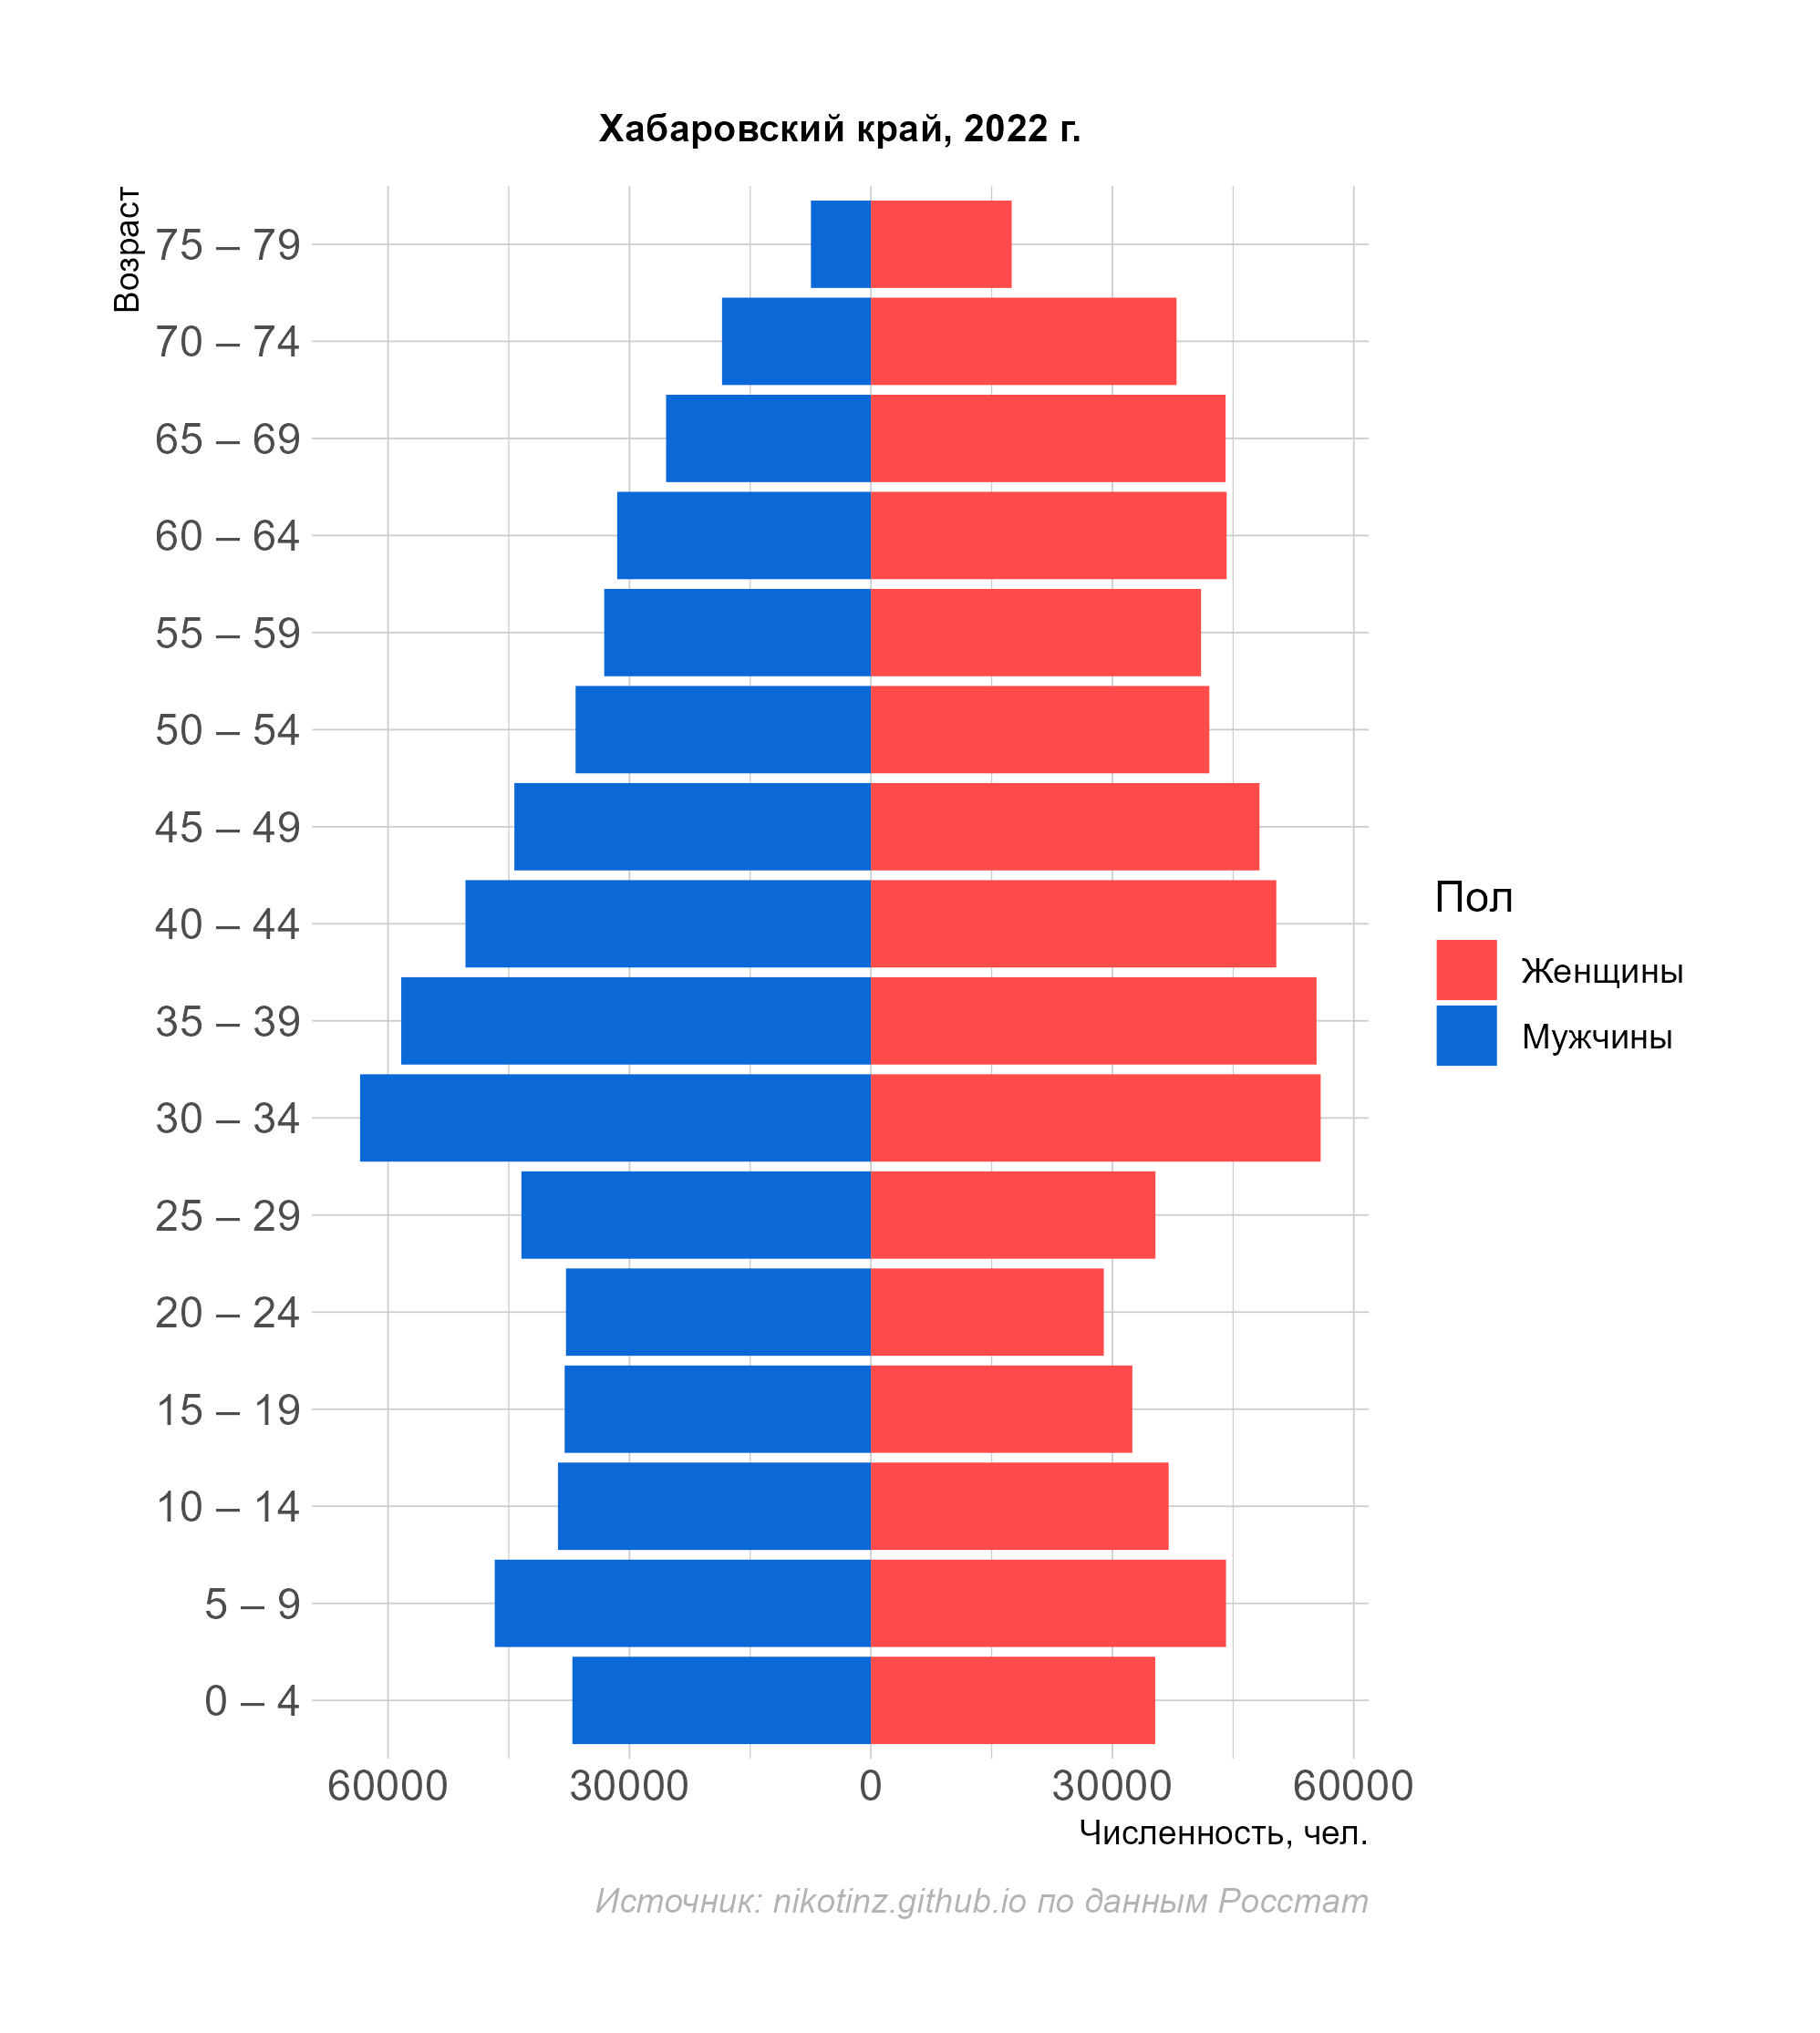 Хабаровский край, 2022 г.
Возраст
75 – 79
70 – 74
65 – 69
60 – 64
55 – 59
50 – 54
45 – 49
40 – 44
35 – 39
30 – 34
25 – 29
20 – 24
15 – 19
10 – 14
5 – 9
0 – 4
60000 30000 0 30000 60000
Численность, чел.
Пол
Женщины
Мужчины
Источник: nikotinz.github.io по данным Росстат